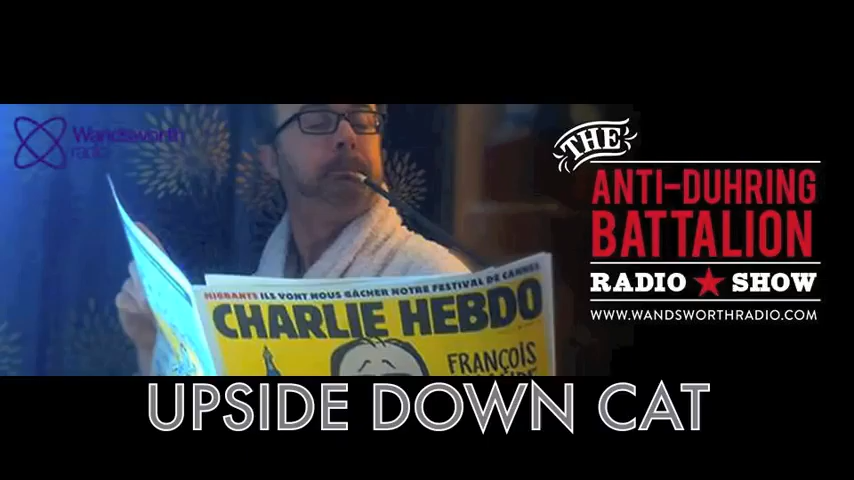 Wandsworth
radio
THE
ANTI-DUHRING
BATTALION
RADIO ★ SHOW
WWW.WANDSWORTHRADIO.COM
MIGRANTS ILS VONT NOUS GÂCHER NOTRE FESTIVAL DE CANNES
CHARLIE HEBDO
FRANÇOIS
UPSIDE DOWN CAT